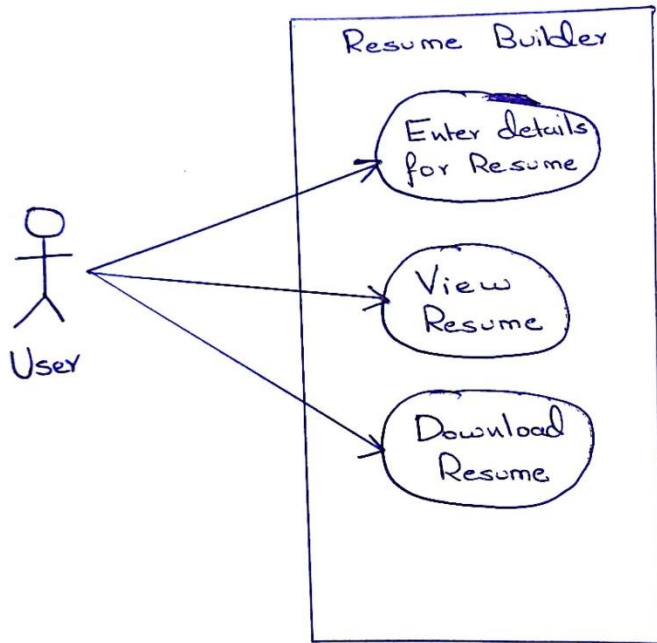 Resume Builder
Enter details
for Resume
View
Resume
User
Download
Resume